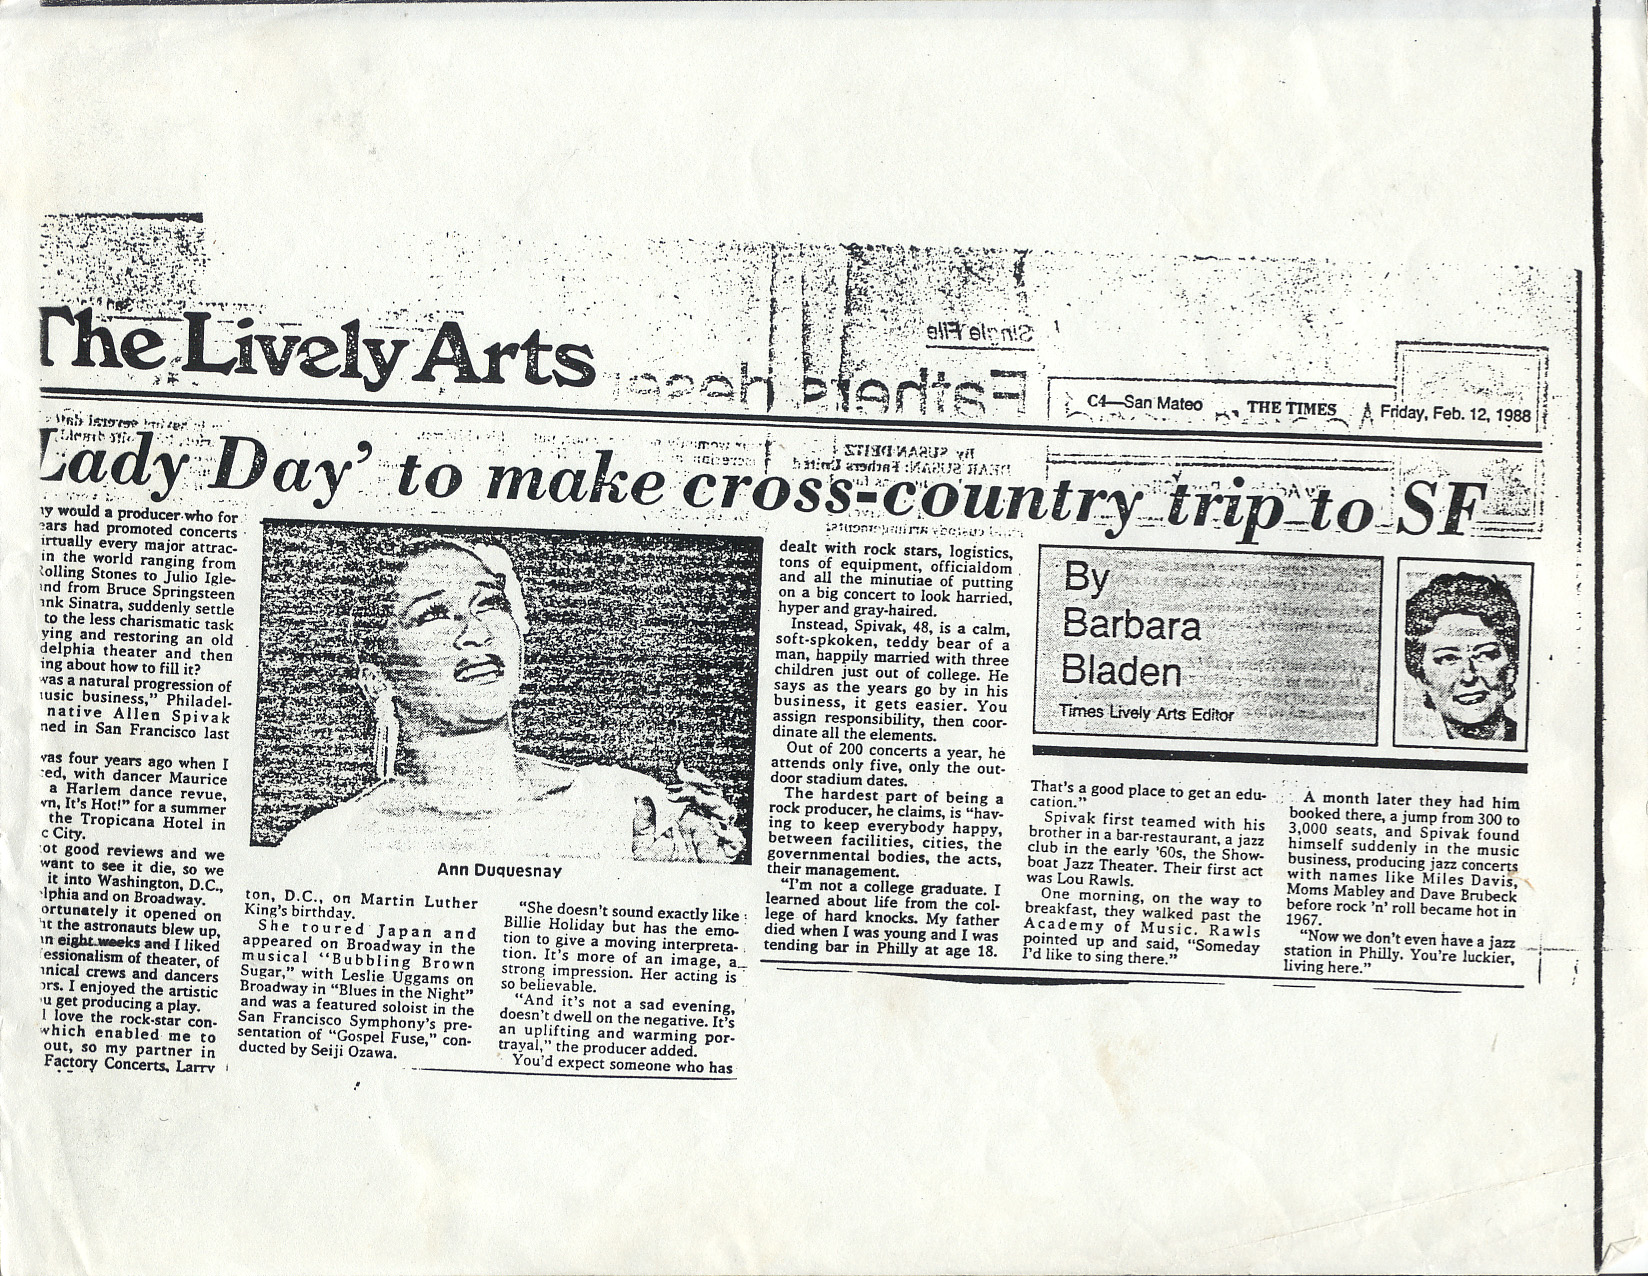 The Lively Arts
Single File
C4—San Mateo THE TIMES Friday, Feb. 12, 1988
By SUSAN DEITZ
DEAR SUSAN: Fathers United
Lady Day' to make cross-country trip to SF
y would a producer who for
ears had promoted concerts
irtually every major attrac-
in the world ranging from
Rolling Stones to Julio Igle-
nd from Bruce Springsteen
nk Sinatra, suddenly settle
to the less charismatic task
ying and restoring an old
delphia theater and then
ing about how to fill it?
was a natural progression of
usic business," Philadel-
native Allen Spivak
ned in San Francisco last
was four years ago when I
ed, with dancer Maurice
a Harlem dance revue,
wn, It's Hot!" for a summer
the Tropicana Hotel in
c City.
ot good reviews and we
want to see it die, so we
it into Washington, D.C.,
lphia and on Broadway.
ortunately it opened on
ht the astronauts blew up,
in eight weeks and I liked
essionalism of theater, of
hnical crews and dancers
ors. I enjoyed the artistic
u get producing a play.
I love the rock-star con-
which enabled me to
out, so my partner in
Factory Concerts, Larry
Ann Duquesnay
ton, D.C., on Martin Luther
King's birthday.
She toured Japan and
appeared on Broadway in the
musical "Bubbling Brown
Sugar," with Leslie Uggams on
Broadway in "Blues in the Night"
and was a featured soloist in the
San Francisco Symphony's pre-
sentation of "Gospel Fuse," con-
ducted by Seiji Ozawa.
"She doesn't sound exactly like
Billie Holiday but has the emo-
tion to give a moving interpreta-
tion. It's more of an image, a
strong impression. Her acting is
so believable.
"And it's not a sad evening,
doesn't dwell on the negative. It's
an uplifting and warming por-
trayal," the producer added.
You'd expect someone who has
dealt with rock stars, logistics,
tons of equipment, officialdom
and all the minutiae of putting
on a big concert to look harried,
hyper and gray-haired.
Instead, Spivak, 48, is a calm,
soft-spkoken, teddy bear of a
man, happily married with three
children just out of college. He
says as the years go by in his
business, it gets easier. You
assign responsibility, then coor-
dinate all the elements.
Out of 200 concerts a year, he
attends only five, only the out-
door stadium dates.
The hardest part of being a
rock producer, he claims, is "hav-
ing to keep everybody happy,
between facilities, cities, the
governmental bodies, the acts,
their management.
"I'm not a college graduate. I
learned about life from the col-
lege of hard knocks. My father
died when I was young and I was
tending bar in Philly at age 18.
By
Barbara
Bladen
Times Lively Arts Editor
That's a good place to get an edu-
cation."
Spivak first teamed with his
brother in a bar-restaurant, a jazz
club in the early '60s, the Show-
boat Jazz Theater. Their first act
was Lou Rawls.
One morning, on the way to
breakfast, they walked past the
Academy of Music. Rawls
pointed up and said, "Someday
I'd like to sing there."
A month later they had him
booked there, a jump from 300 to
3,000 seats, and Spivak found
himself suddenly in the music
business, producing jazz concerts
with names like Miles Davis,
Moms Mabley and Dave Brubeck
before rock 'n' roll became hot in
1967.
"Now we don't even have a jazz
station in Philly. You're luckier,
living here."